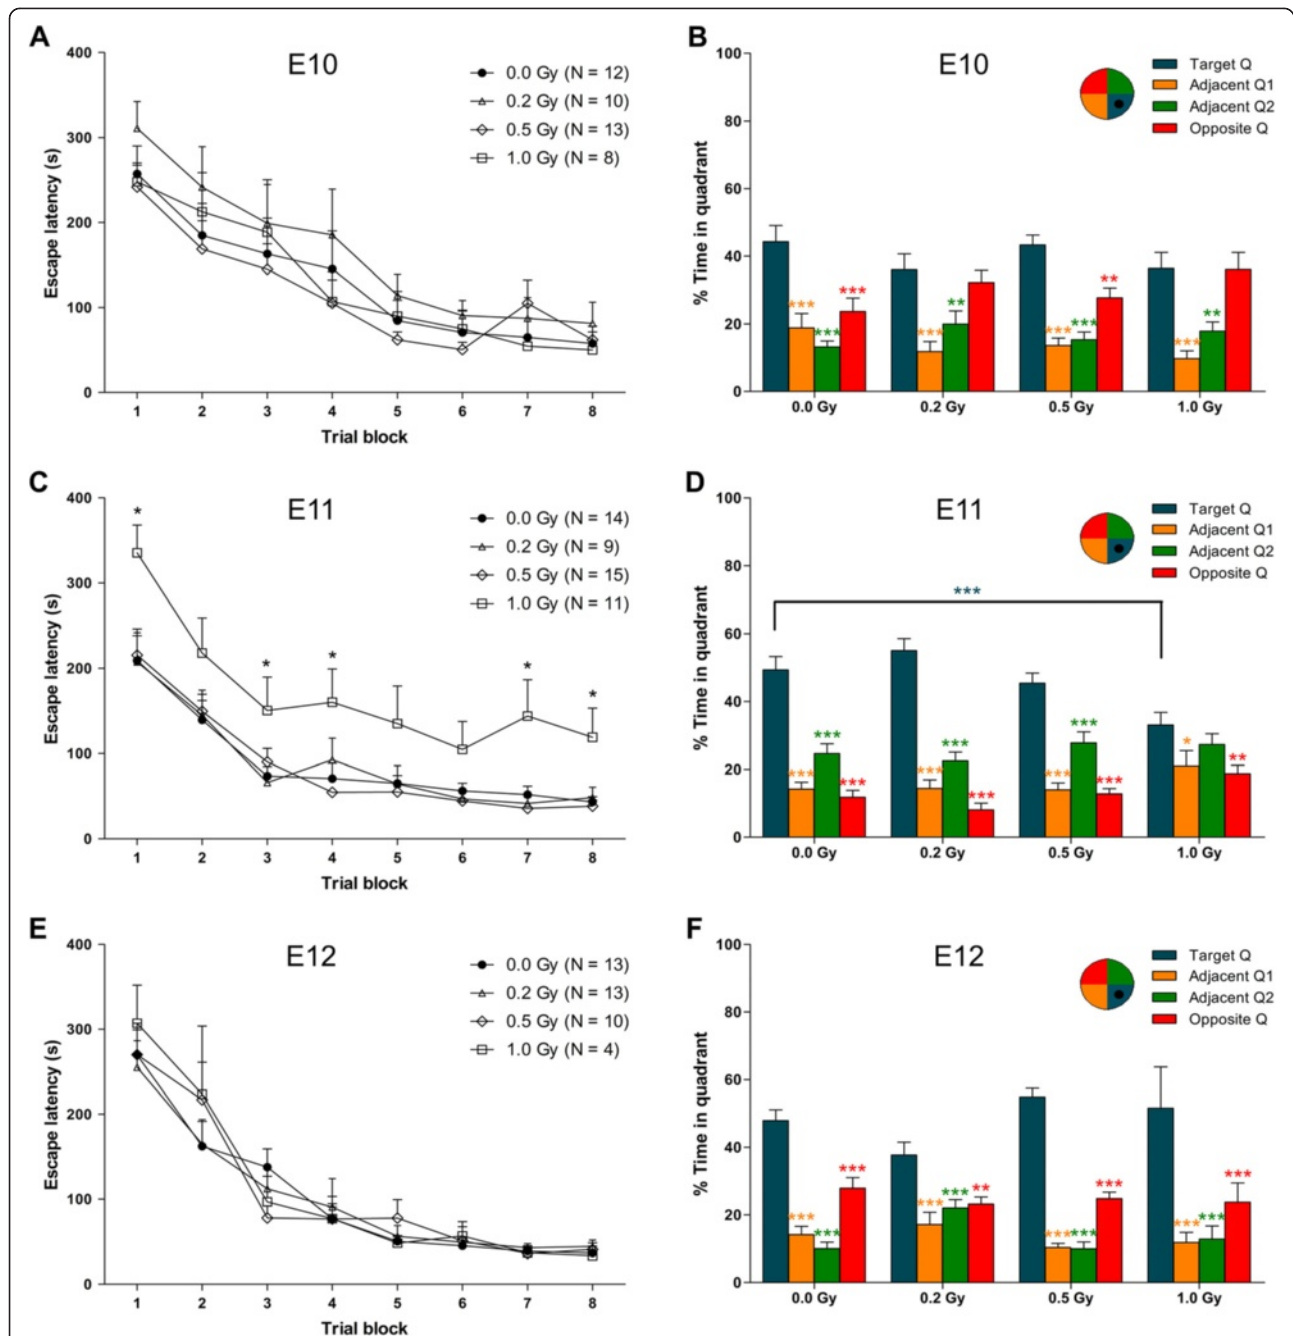 A
E10
400
300
200
100
0
Escape latency (s)
0.0 Gy (N = 12)
0.2 Gy (N = 10)
0.5 Gy (N = 13)
1.0 Gy (N = 8)
1 2 3 4 5 6 7 8
Trial block
B
E10
100
80
60
40
20
0
% Time in quadrant
Target Q
Adjacent Q1
Adjacent Q2
Opposite Q
*** *** *** *** ** *** *** ** *** **
0.0 Gy 0.2 Gy 0.5 Gy 1.0 Gy
C
E11
400
300
200
100
0
Escape latency (s)
0.0 Gy (N = 14)
0.2 Gy (N = 9)
0.5 Gy (N = 15)
1.0 Gy (N = 11)
* * * * *
1 2 3 4 5 6 7 8
Trial block
D
E11
100
80
60
40
20
0
% Time in quadrant
Target Q
Adjacent Q1
Adjacent Q2
Opposite Q
***
*** *** *** *** *** *** *** *** *** * **
0.0 Gy 0.2 Gy 0.5 Gy 1.0 Gy
E
E12
400
300
200
100
0
Escape latency (s)
0.0 Gy (N = 13)
0.2 Gy (N = 13)
0.5 Gy (N = 10)
1.0 Gy (N = 4)
1 2 3 4 5 6 7 8
Trial block
F
E12
100
80
60
40
20
0
% Time in quadrant
Target Q
Adjacent Q1
Adjacent Q2
Opposite Q
*** *** *** *** *** ** *** *** *** *** *** ***
0.0 Gy 0.2 Gy 0.5 Gy 1.0 Gy